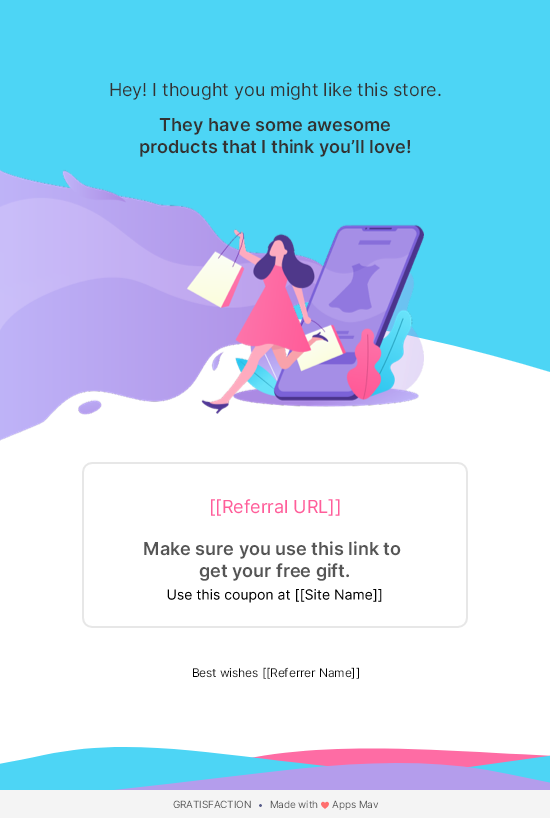 Hey! I thought you might like this store.
They have some awesome
products that I think you’ll love!
[[Referral URL]]
Make sure you use this link to
get your free gift.
Use this coupon at [[Site Name]]
Best wishes [[Referrer Name]]
GRATISFACTION • Made with ❤ Apps Mav